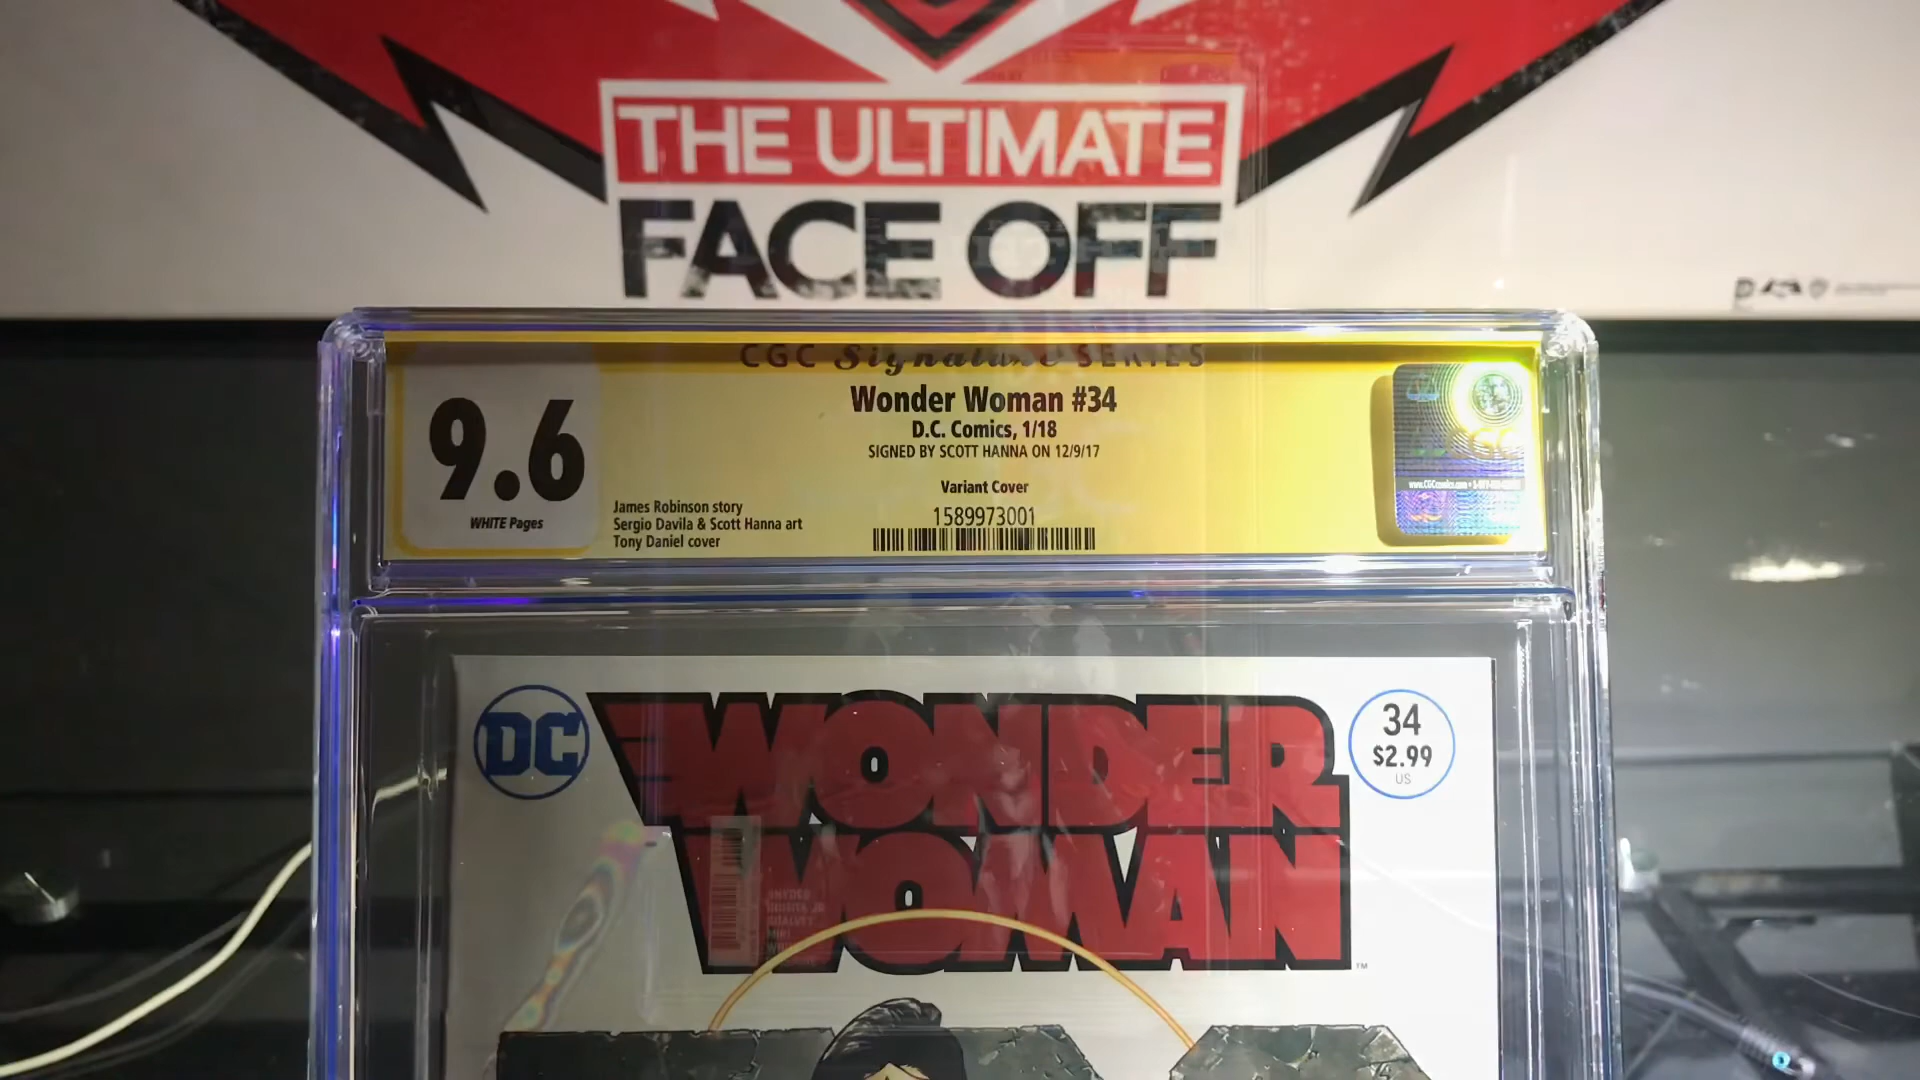 THE ULTIMATE
FACE OFF
CGC Signature SERIES
9.6
WHITE Pages
Wonder Woman #34
D.C. Comics, 1/18
SIGNED BY SCOTT HANNA ON 12/9/17
Variant Cover
1589973001
James Robinson story
Sergio Davila & Scott Hanna art
Tony Daniel cover
CGC
DC
WONDER
WOMAN
™
34
$2.99
US